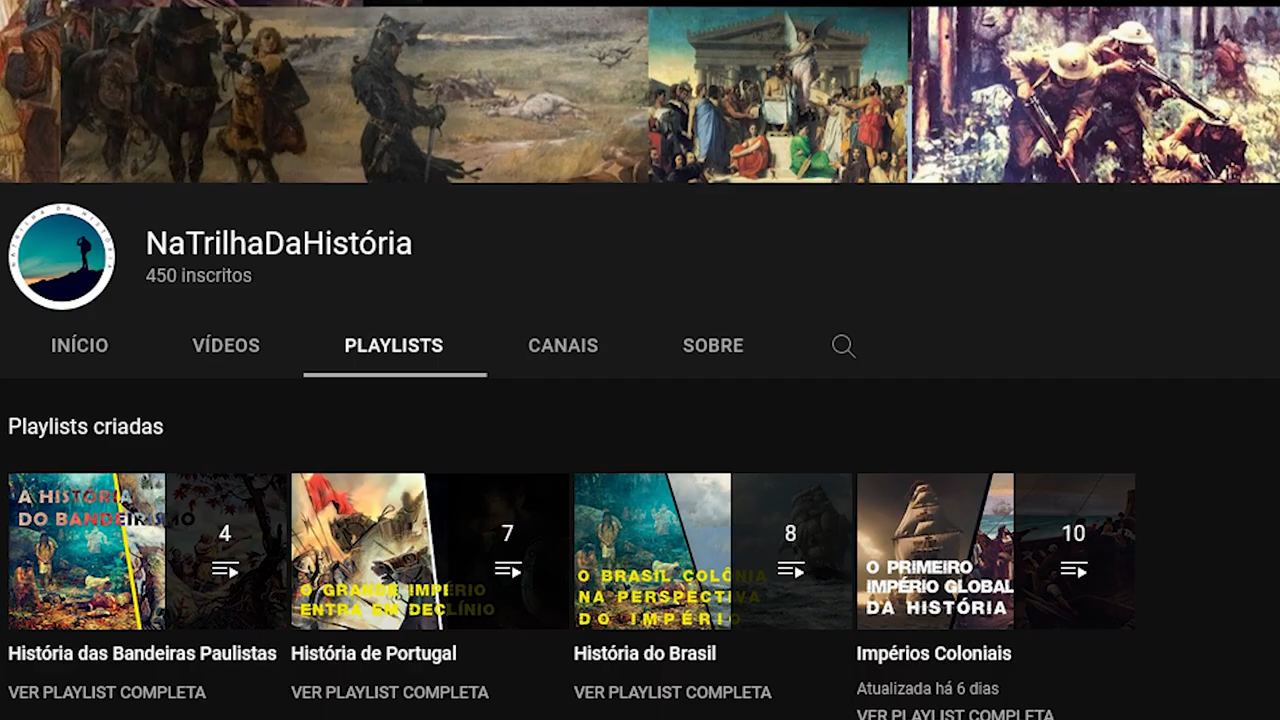 NATRILHA DA HISTÓRIA
NaTrilhaDaHistória
450 inscritos
INÍCIO VÍDEOS PLAYLISTS CANAIS SOBRE
Playlists criadas
A HISTÓRIA
DO BANDEIRISMO
4
O GRANDE IMPÉRIO
ENTRA EM DECLÍNIO
7
O BRASIL COLÔNIA
NA PERSPECTIVA
DO IMPÉRIO
8
O PRIMEIRO
IMPÉRIO GLOBAL
DA HISTÓRIA
10
História das Bandeiras Paulistas
VER PLAYLIST COMPLETA
História de Portugal
VER PLAYLIST COMPLETA
História do Brasil
VER PLAYLIST COMPLETA
Impérios Coloniais
Atualizada há 6 dias
VER PLAYLIST COMPLETA